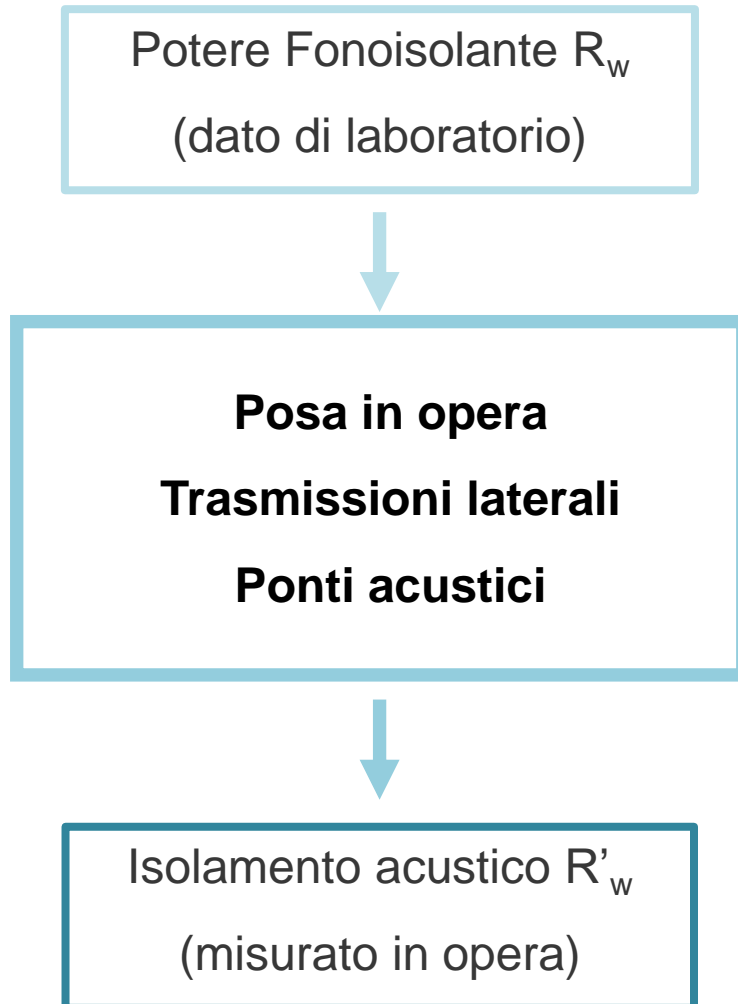 Potere Fonoisolante Rw
(dato di laboratorio)
Posa in opera
Trasmissioni laterali
Ponti acustici
Isolamento acustico R’w
(misurato in opera)